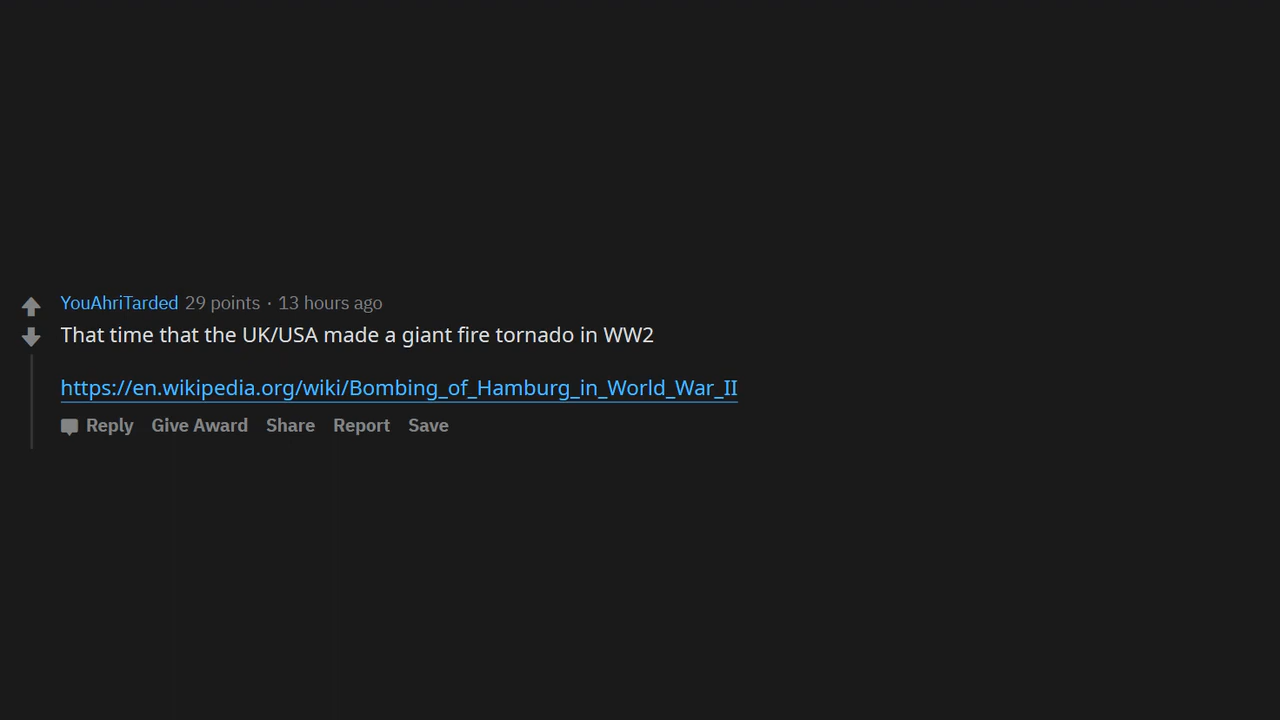 YouAhriTarded 29 points · 13 hours ago
That time that the UK/USA made a giant fire tornado in WW2
https://en.wikipedia.org/wiki/Bombing_of_Hamburg_in_World_War_II
Reply Give Award Share Report Save